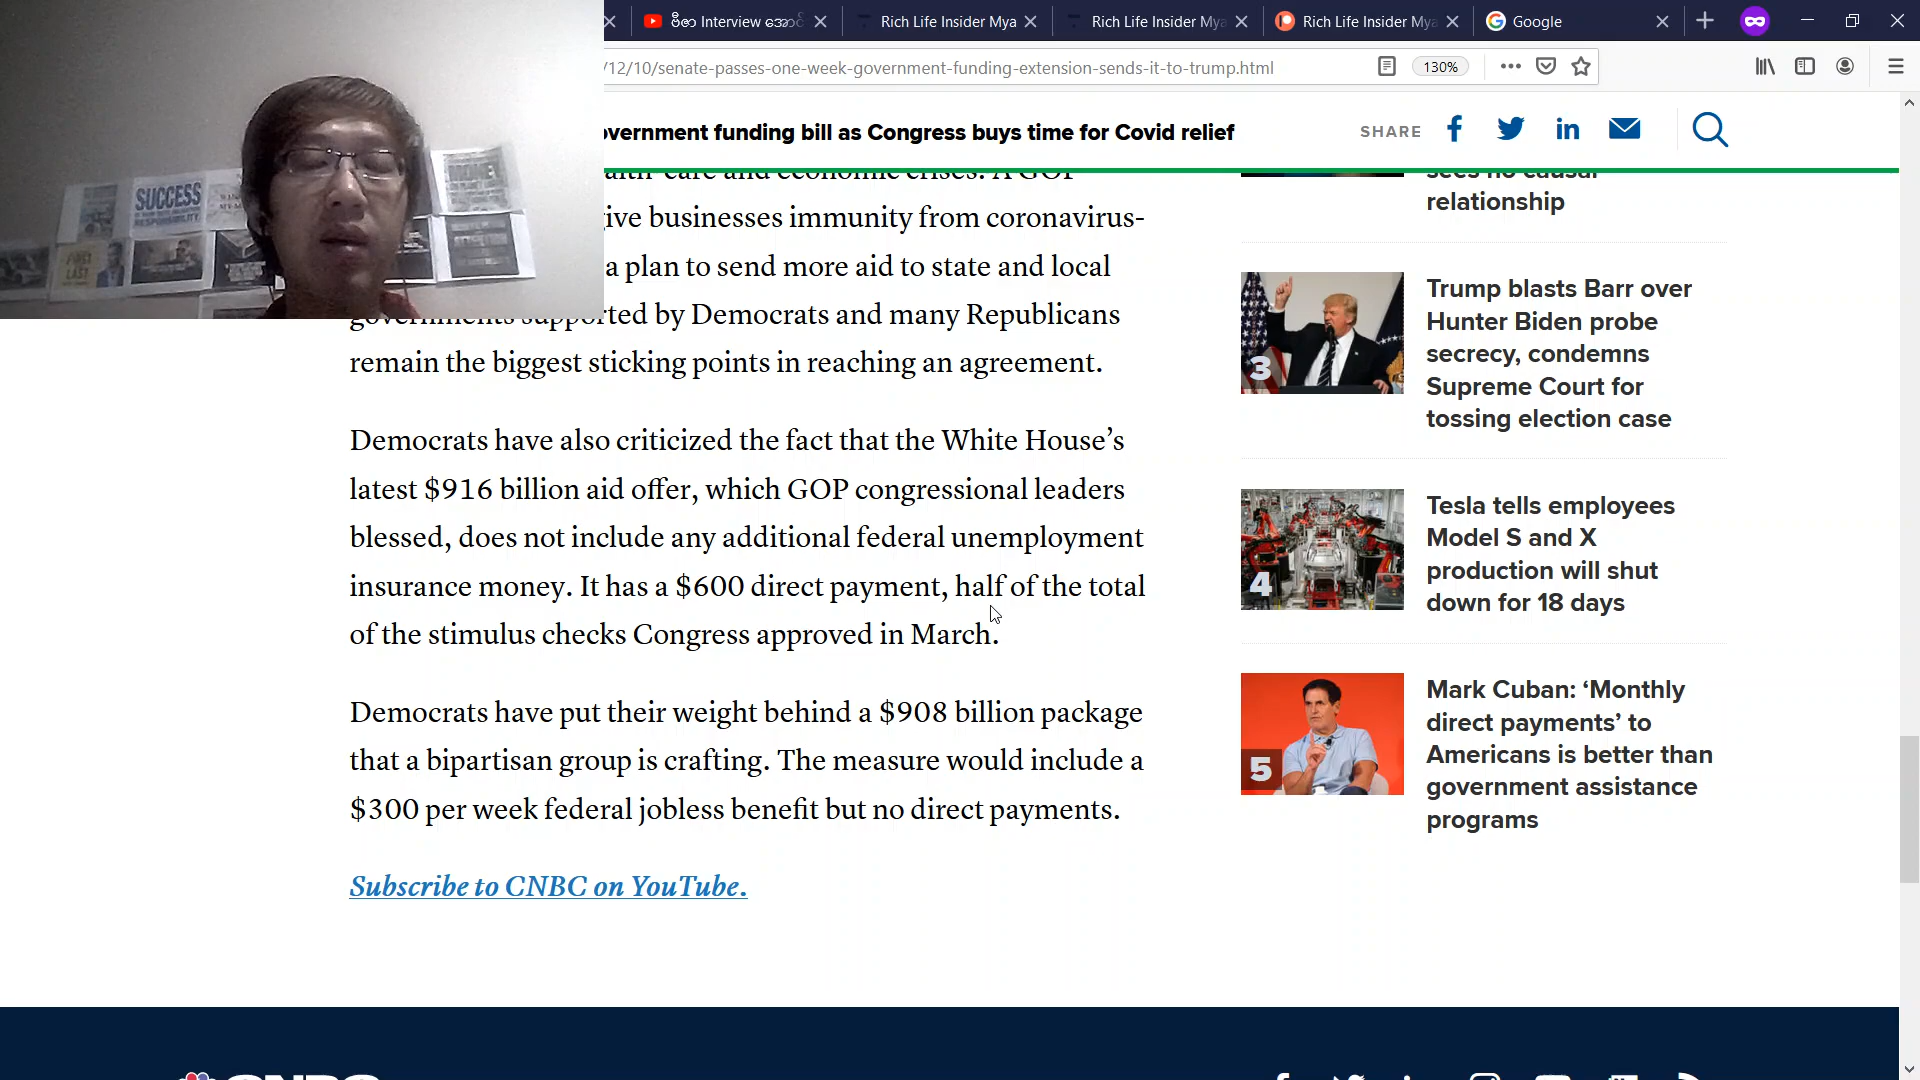 ဗီဇာ Interview
Rich Life Insider Mya
Rich Life Insider Mya
Rich Life Insider Mya
Google
/12/10/senate-passes-one-week-government-funding-extension-sends-it-to-trump.html
130%
overnment funding bill as Congress buys time for Covid relief
SHARE
care and economic crises. A GOP
ive businesses immunity from coronavirus-
a plan to send more aid to state and local
governments supported by Democrats and many Republicans
remain the biggest sticking points in reaching an agreement.
Democrats have also criticized the fact that the White House’s
latest $916 billion aid offer, which GOP congressional leaders
blessed, does not include any additional federal unemployment
insurance money. It has a $600 direct payment, half of the total
of the stimulus checks Congress approved in March.
Democrats have put their weight behind a $908 billion package
that a bipartisan group is crafting. The measure would include a
$300 per week federal jobless benefit but no direct payments.
Subscribe to CNBC on YouTube.
sees no causal
relationship
3
Trump blasts Barr over
Hunter Biden probe
secrecy, condemns
Supreme Court for
tossing election case
4
Tesla tells employees
Model S and X
production will shut
down for 18 days
5
Mark Cuban: ‘Monthly
direct payments’ to
Americans is better than
government assistance
programs
SUCCESS
RESPONSIBILITY
FIRST
LAST
CNBC